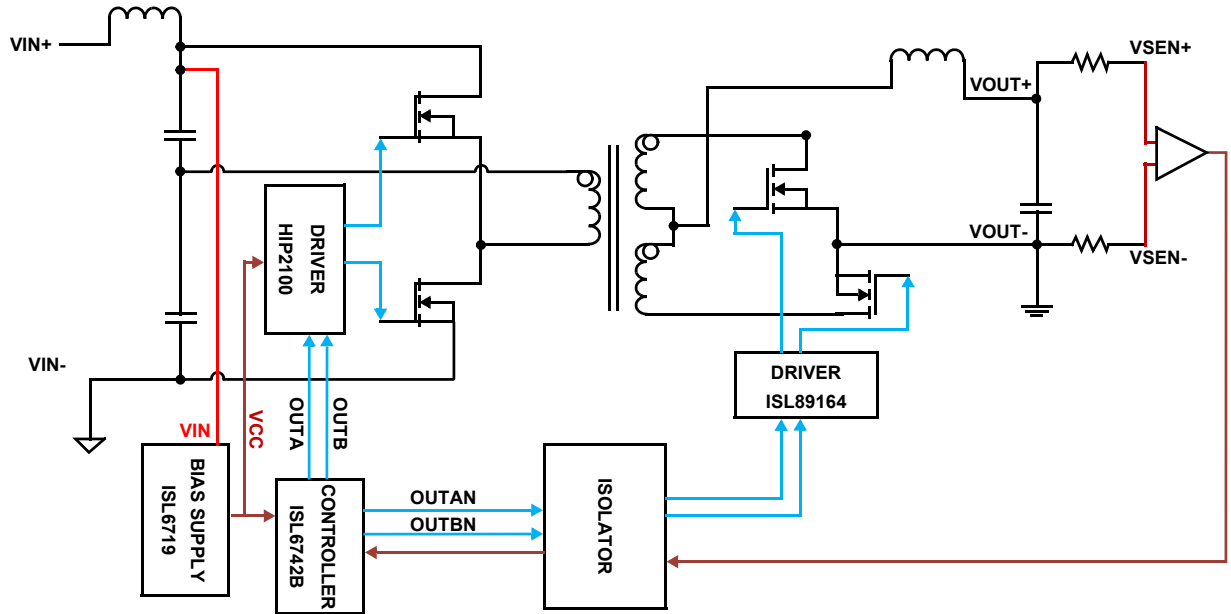 VIN+
VSEN+
VOUT+
DRIVER
HIP2100
VOUT-
VSEN-
VIN-
DRIVER
ISL89164
VIN
VCC
OUTA
OUTB
BIAS SUPPLY
ISL6719
CONTROLLER
ISL6742B
OUTAN
OUTBN
ISOLATOR